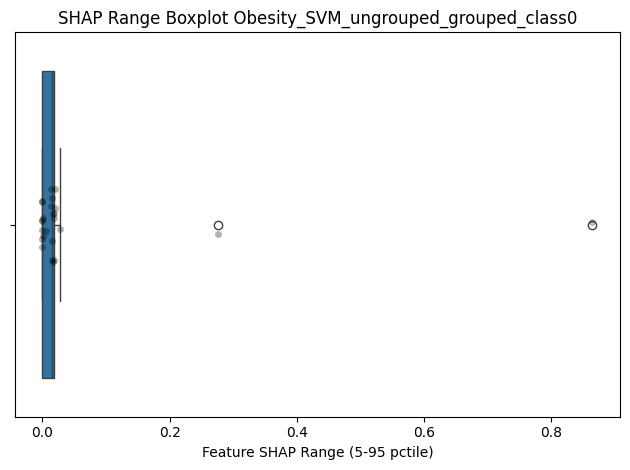 SHAP Range Boxplot Obesity_SVM_ungrouped_grouped_class0
0.0 0.2 0.4 0.6 0.8
Feature SHAP Range (5-95 pctile)